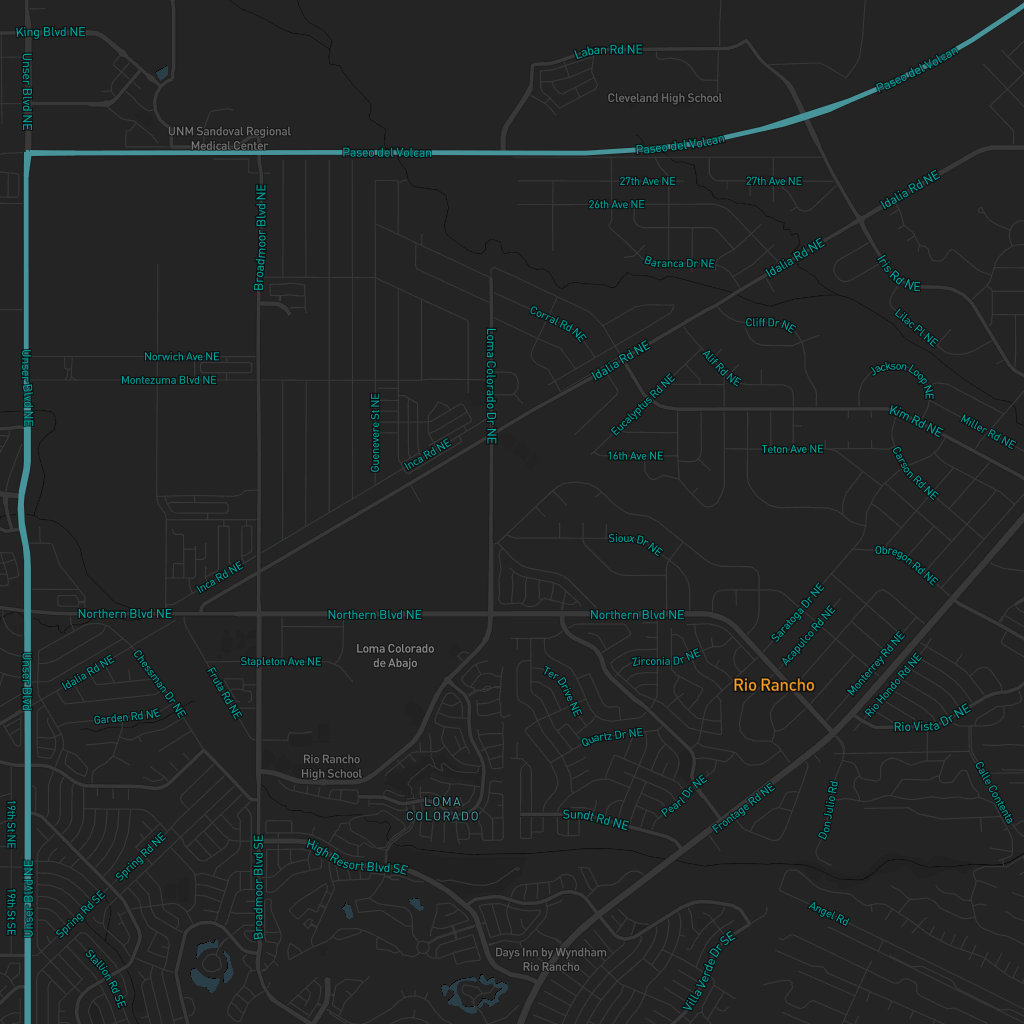 King Blvd NE
Laban Rd NE
Unser Blvd NE
Paseo del Volcan
Cleveland High School
UNM Sandoval Regional
Medical Center
Paseo del Volcan
Paseo del Volcan
27th Ave NE
27th Ave NE
26th Ave NE
Idalia Rd NE
Broadmoor Blvd NE
Idalia Rd NE
Baranca Dr NE
Iris Rd NE
Corral Rd NE
Cliff Dr NE
Lilac Pl NE
Norwich Ave NE
Idalia Rd NE
Alif Rd NE
Jackson Loop NE
Montezuma Blvd NE
Unser Blvd NE
Loma Colorado Dr NE
Eucalyptus Rd NE
Kim Rd NE
Miller Rd NE
Guenevere St NE
Inca Rd NE
16th Ave NE
Teton Ave NE
Carson Rd NE
Sioux Dr NE
Obregon Rd NE
Inca Rd NE
Northern Blvd NE
Northern Blvd NE
Northern Blvd NE
Saratoga Dr NE
Acapulco Rd NE
Loma Colorado
de Abajo
Stapleton Ave NE
Zirconia Dr NE
Monterrey Rd NE
Rio Hondo Rd NE
Idalia Rd NE
Chessman Dr NE
Fruta Rd NE
Unser Blvd
Ter Drive NE
Rio Rancho
Garden Rd NE
Rio Vista Dr NE
Quartz Dr NE
Rio Rancho
High School
Calle Contenta
Pearl Dr NE
Frontage Rd NE
Don Julio Rd
LOMA
COLORADO
Sundt Rd NE
19th St NE
Spring Rd NE
High Resort Blvd SE
Broadmoor Blvd SE
19th St SE
Spring Rd SE
Angel Rd
Stallion Rd SE
Days Inn by Wyndham
Rio Rancho
Villa Verde Dr SE